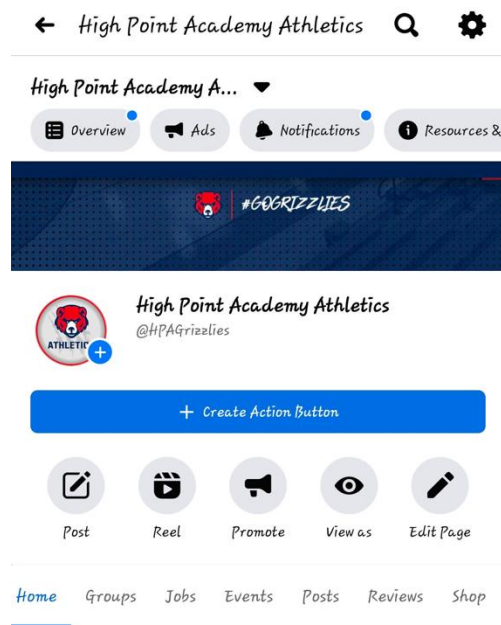 High Point Academy Athletics
High Point Academy A...
Overview Ads Notifications Resources &
#GOGRIZZLIES
High Point Academy Athletics
@HPAGrizzlies
ATHLETIC
+ Create Action Button
Post Reel Promote View as Edit Page
Home Groups Jobs Events Posts Reviews Shop